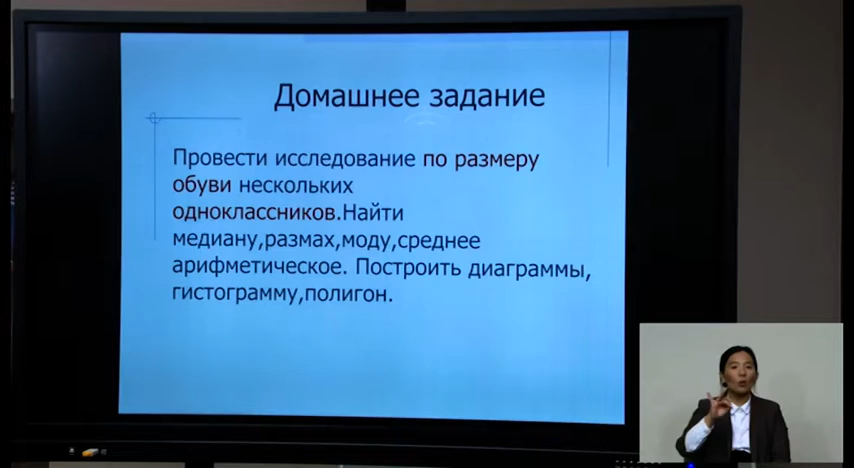 Домашнее задание
Провести исследование по размеру
обуви нескольких
одноклассников.Найти
медиану,размах,моду,среднее
арифметическое. Построить диаграммы,
гистограмму,полигон.